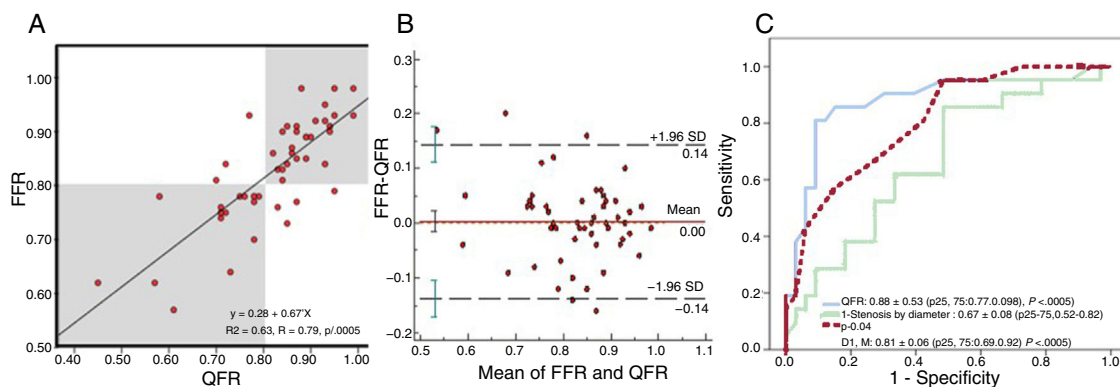 A
FFR
1.00
0.90
0.80
0.70
0.60
0.50
0.40
0.50
0.60
0.70
0.80
0.90
1.00
QFR
y = 0.28 + 0.67'X
R2 = 0.63, R = 0.79, p/.0005
B
FFR-QFR
0.3
0.2
0.1
0.0
−0.1
−0.2
0.5
0.6
0.7
0.8
0.9
1.0
1.1
Mean of FFR and QFR
+1.96 SD
0.14
Mean
0.00
−1.96 SD
−0.14
C
Sensitivity
1.0
0.8
0.6
0.4
0.2
0.0
0.0
0.2
0.4
0.6
0.8
1.0
1 - Specificity
QFR: 0.88 ± 0.53 (p25, 75:0.77.0.098), P <.0005)
1-Stenosis by diameter : 0.67 ± 0.08 (p25-75,0.52-0.82)
p-0.04
D1, M: 0.81 ± 0.06 (p25, 75:0.69.0.92) P <.0005)